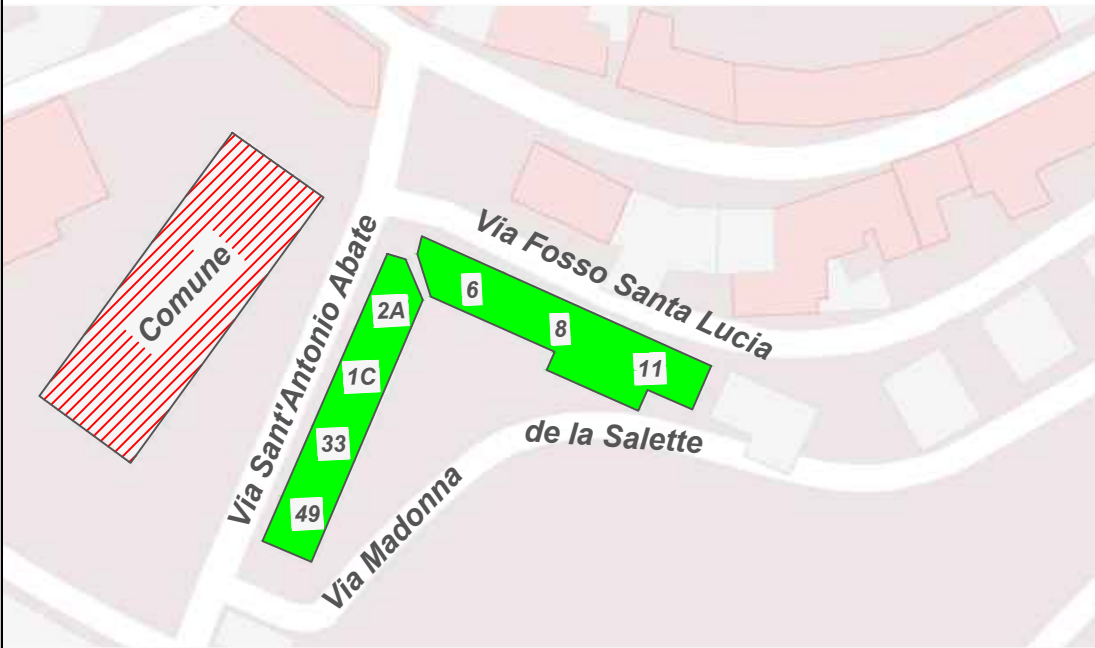 Via Fosso Santa Lucia
Comune
Via Sant'Antonio Abate
6
2A
8
1C
11
33
de la Salette
49
Via Madonna